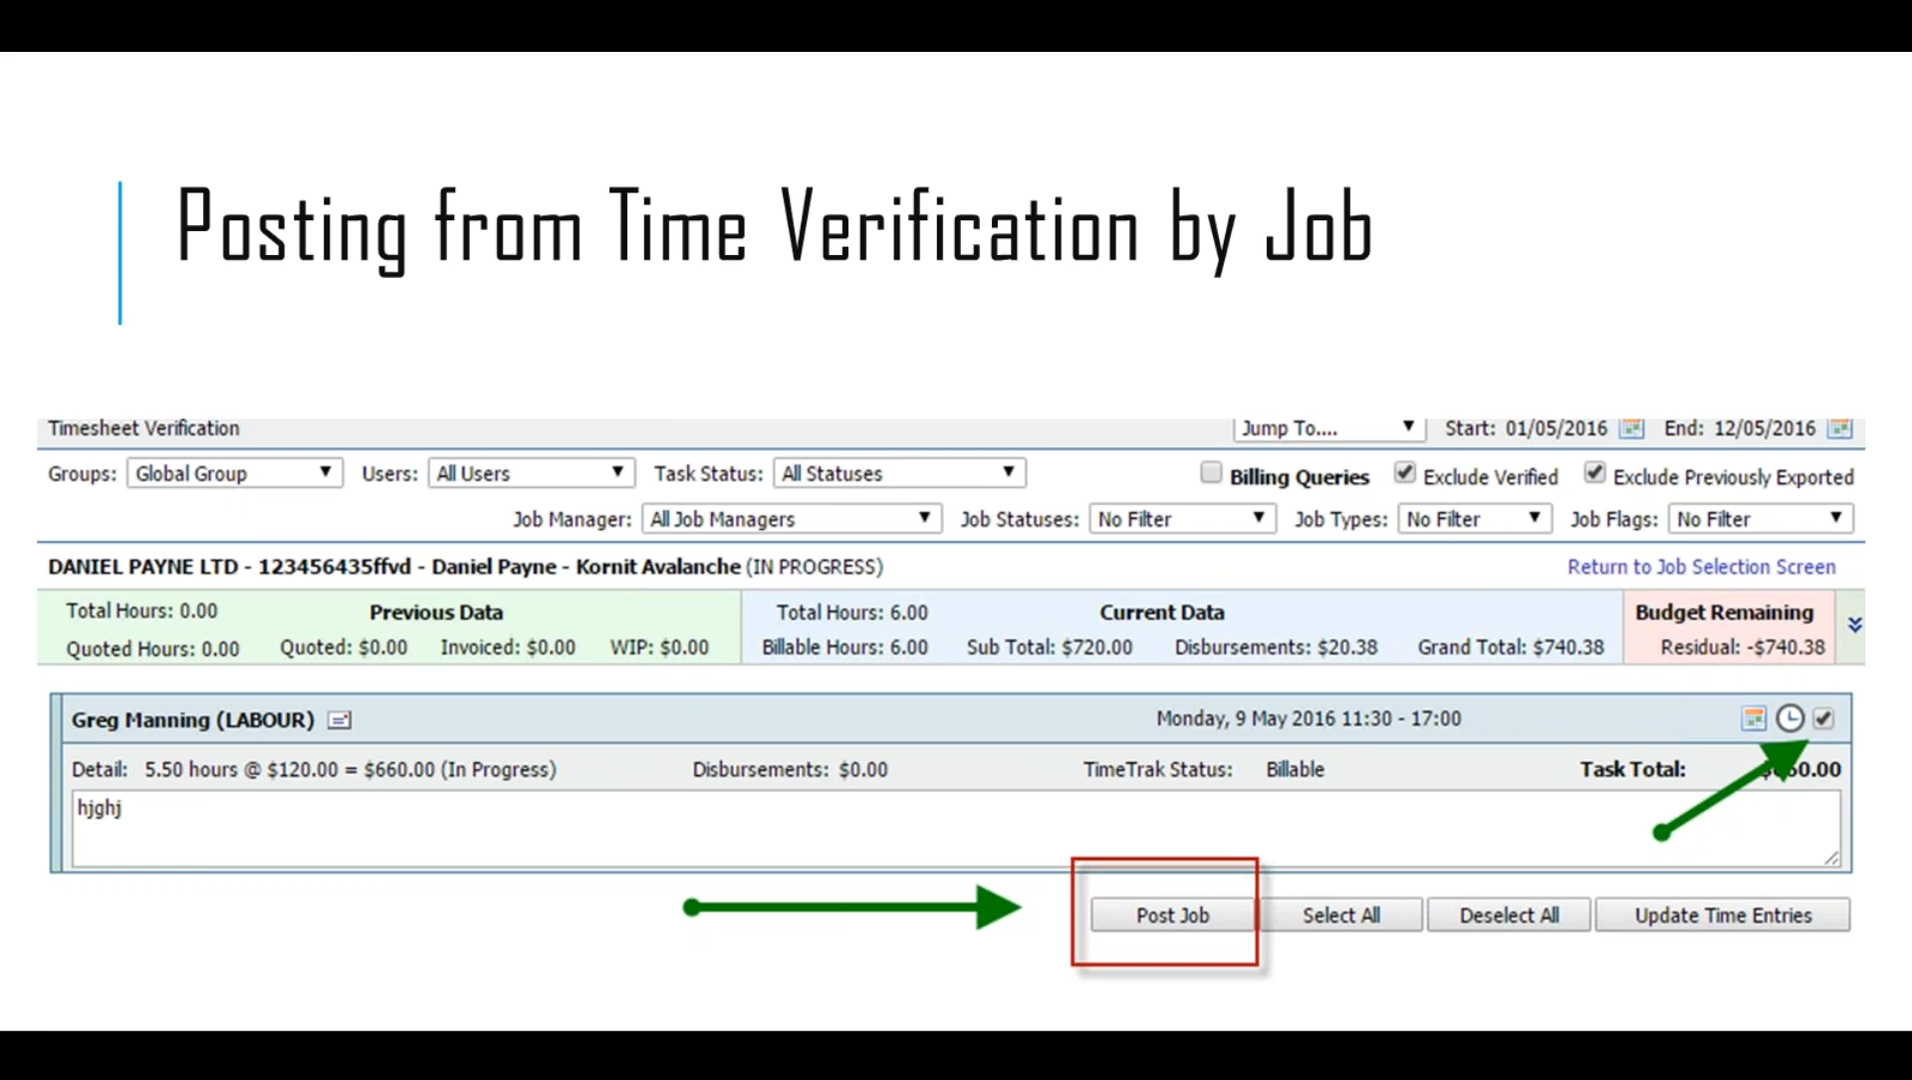 Posting from Time Verification by Job
Timesheet Verification Jump To.... Start: 01/05/2016 End: 12/05/2016
Groups: Global Group Users: All Users Task Status: All Statuses Billing Queries Exclude Verified Exclude Previously Exported
Job Manager: All Job Managers Job Statuses: No Filter Job Types: No Filter Job Flags: No Filter
DANIEL PAYNE LTD - 123456435ffvd - Daniel Payne - Kornit Avalanche (IN PROGRESS) Return to Job Selection Screen
Total Hours: 0.00 Previous Data Total Hours: 6.00 Current Data Budget Remaining
Quoted Hours: 0.00 Quoted: $0.00 Invoiced: $0.00 WIP: $0.00 Billable Hours: 6.00 Sub Total: $720.00 Disbursements: $20.38 Grand Total: $740.38 Residual: -$740.38
Greg Manning (LABOUR) Monday, 9 May 2016 11:30 - 17:00
Detail: 5.50 hours @ $120.00 = $660.00 (In Progress) Disbursements: $0.00 TimeTrak Status: Billable Task Total:
hjghj
Post Job Select All Deselect All Update Time Entries